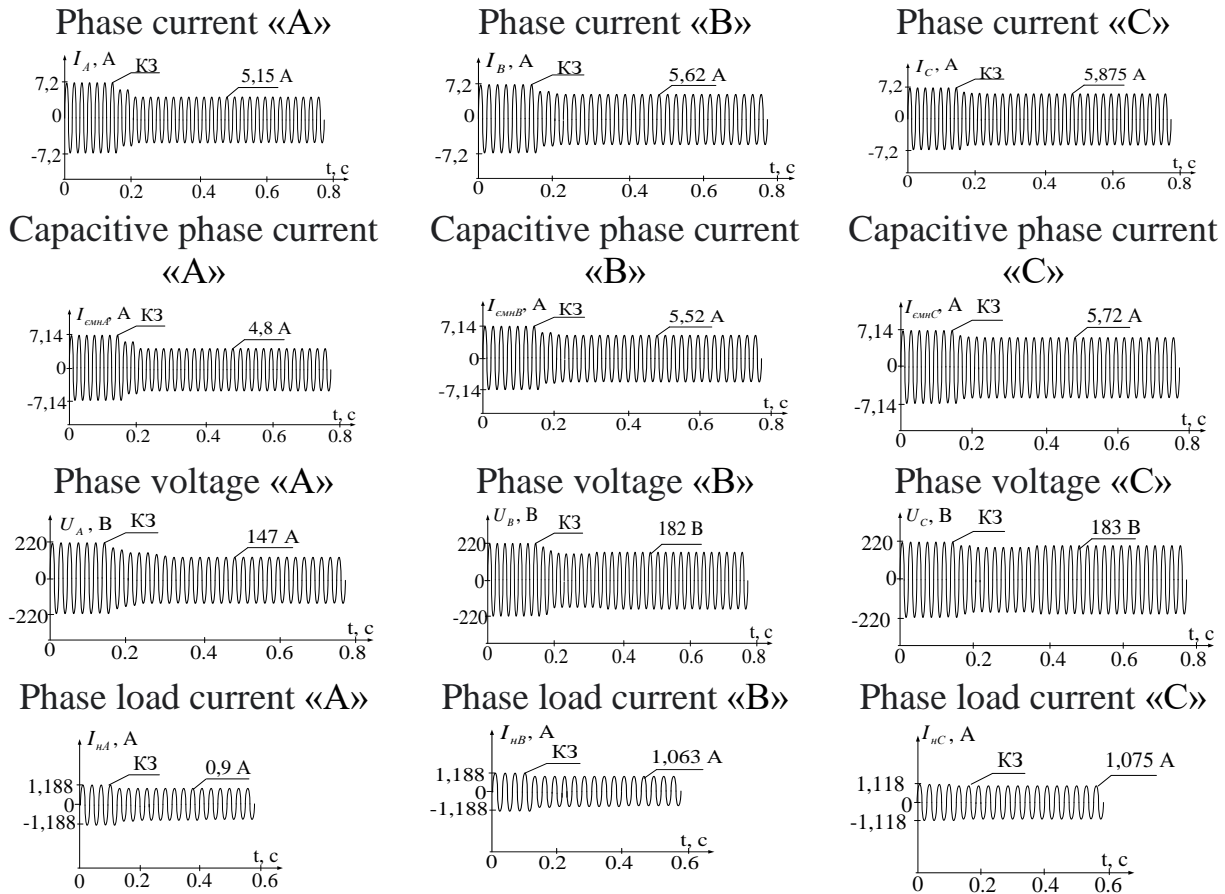 Phase current «A»
Phase current «B»
Phase current «C»
I_A, А
КЗ
5,15 А
7,2
0
-7,2
t, с
0
0.2
0.4
0.6
0.8
I_B, А
КЗ
5,62 А
7,2
0
-7,2
t, с
0
0.2
0.4
0.6
0.8
I_C, А
КЗ
5,875 А
7,2
0
-7,2
t, с
0
0.2
0.4
0.6
0.8
Capacitive phase current
«A»
Capacitive phase current
«B»
Capacitive phase current
«C»
I_ємнA, А
КЗ
4,8 А
7,14
0
-7,14
t, с
0
0.2
0.4
0.6
0.8
I_ємнB, А
КЗ
5,52 А
7,14
0
-7,14
t, с
0
0.2
0.4
0.6
0.8
I_ємнC, А
КЗ
5,72 А
7,14
0
-7,14
t, с
0
0.2
0.4
0.6
0.8
Phase voltage «A»
Phase voltage «B»
Phase voltage «C»
U_A, В
КЗ
147 А
220
0
-220
t, с
0
0.2
0.4
0.6
0.8
U_B, В
КЗ
182 В
220
0
-220
t, с
0
0.2
0.4
0.6
0.8
U_C, В
КЗ
183 В
220
0
-220
t, с
0
0.2
0.4
0.6
0.8
Phase load current «A»
Phase load current «B»
Phase load current «C»
I_нA, А
КЗ
0,9 А
1,188
0
-1,188
t, с
0
0.2
0.4
0.6
I_нB, А
КЗ
1,063 А
1,188
0
-1,188
t, с
0
0.2
0.4
0.6
I_нC, А
КЗ
1,075 А
1,118
0
-1,118
t, с
0
0.2
0.4
0.6